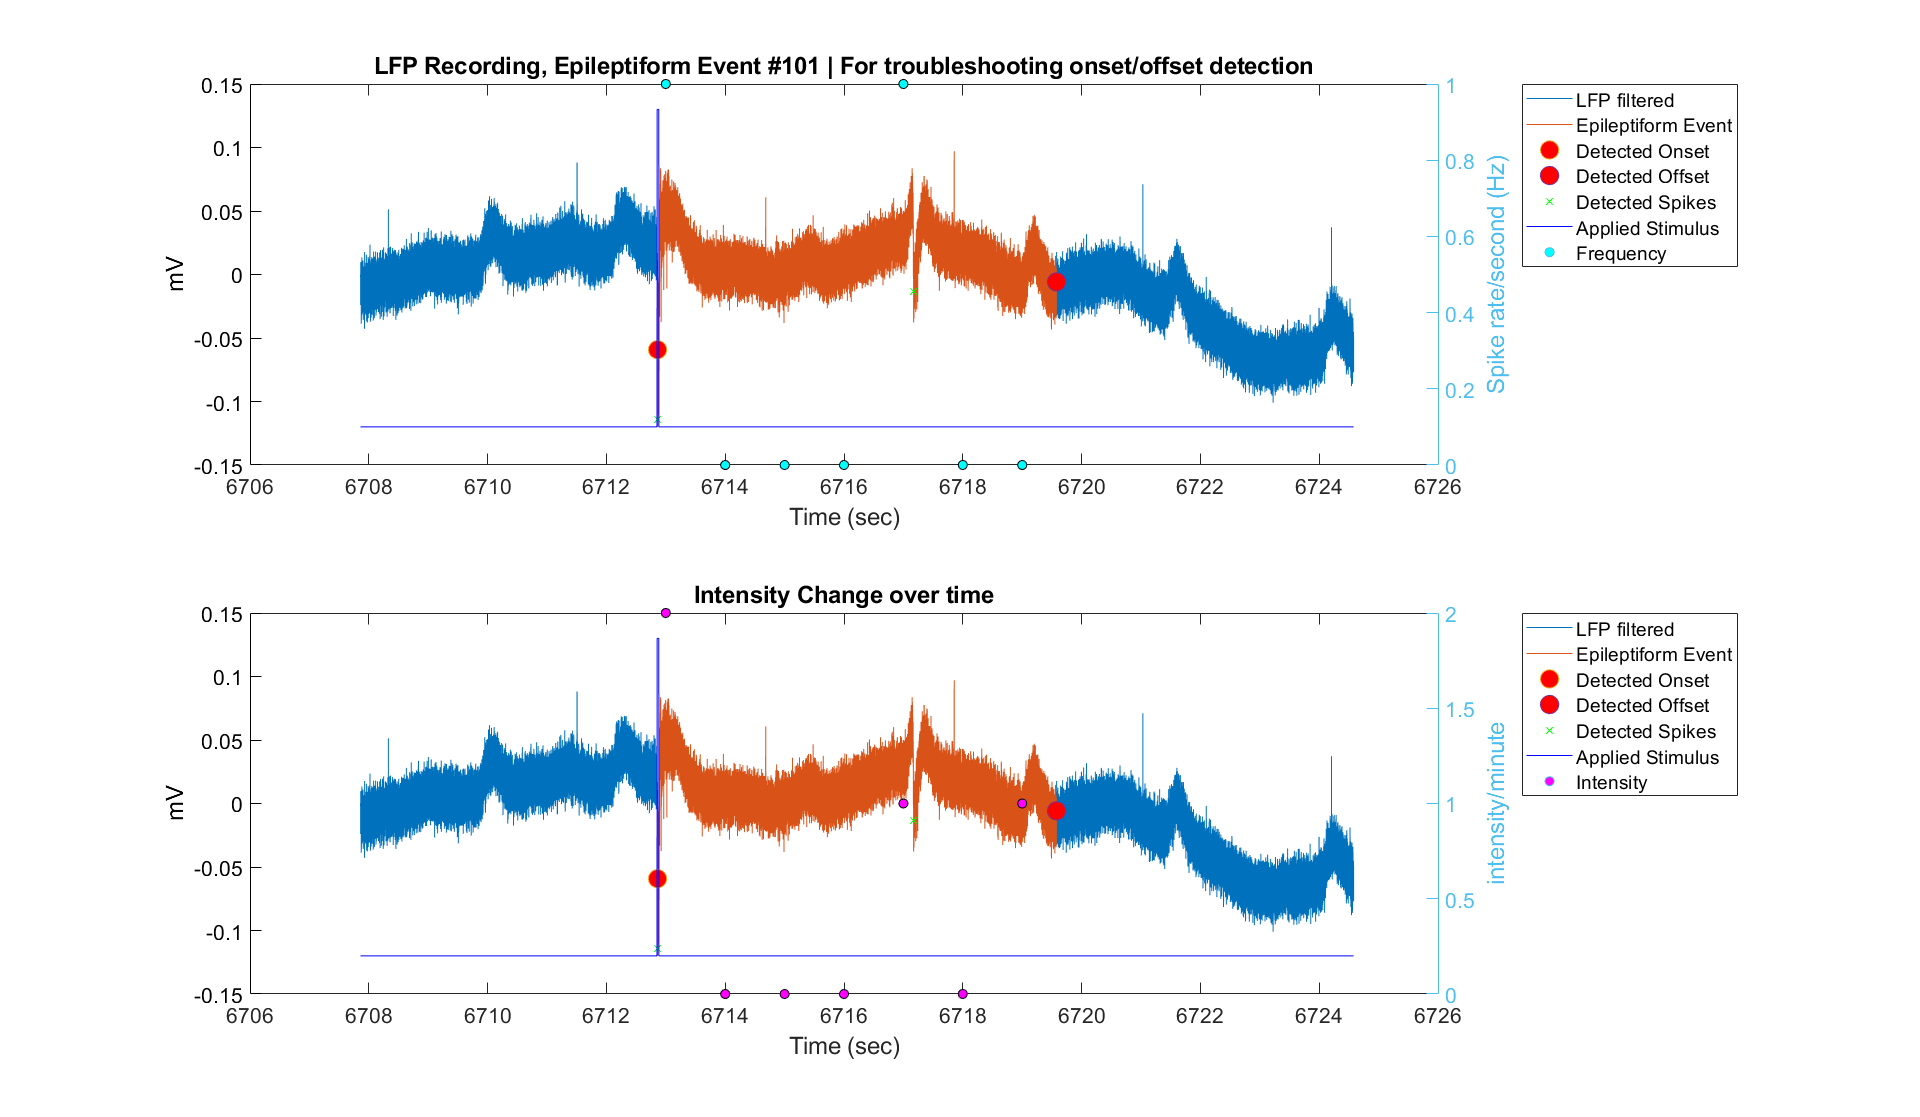 LFP Recording, Epileptiform Event #101 | For troubleshooting onset/offset detection
0.15
0.1
0.05
0
-0.05
-0.1
-0.15
mV
6706 6708 6710 6712 6714 6716 6718 6720 6722 6724 6726
Time (sec)
1
0.8
0.6
0.4
0.2
0
Spike rate/second (Hz)
LFP filtered
Epileptiform Event
Detected Onset
Detected Offset
Detected Spikes
Applied Stimulus
Frequency
Intensity Change over time
0.15
0.1
0.05
0
-0.05
-0.1
-0.15
mV
6706 6708 6710 6712 6714 6716 6718 6720 6722 6724 6726
Time (sec)
2
1.5
1
0.5
0
intensity/minute
LFP filtered
Epileptiform Event
Detected Onset
Detected Offset
Detected Spikes
Applied Stimulus
Intensity